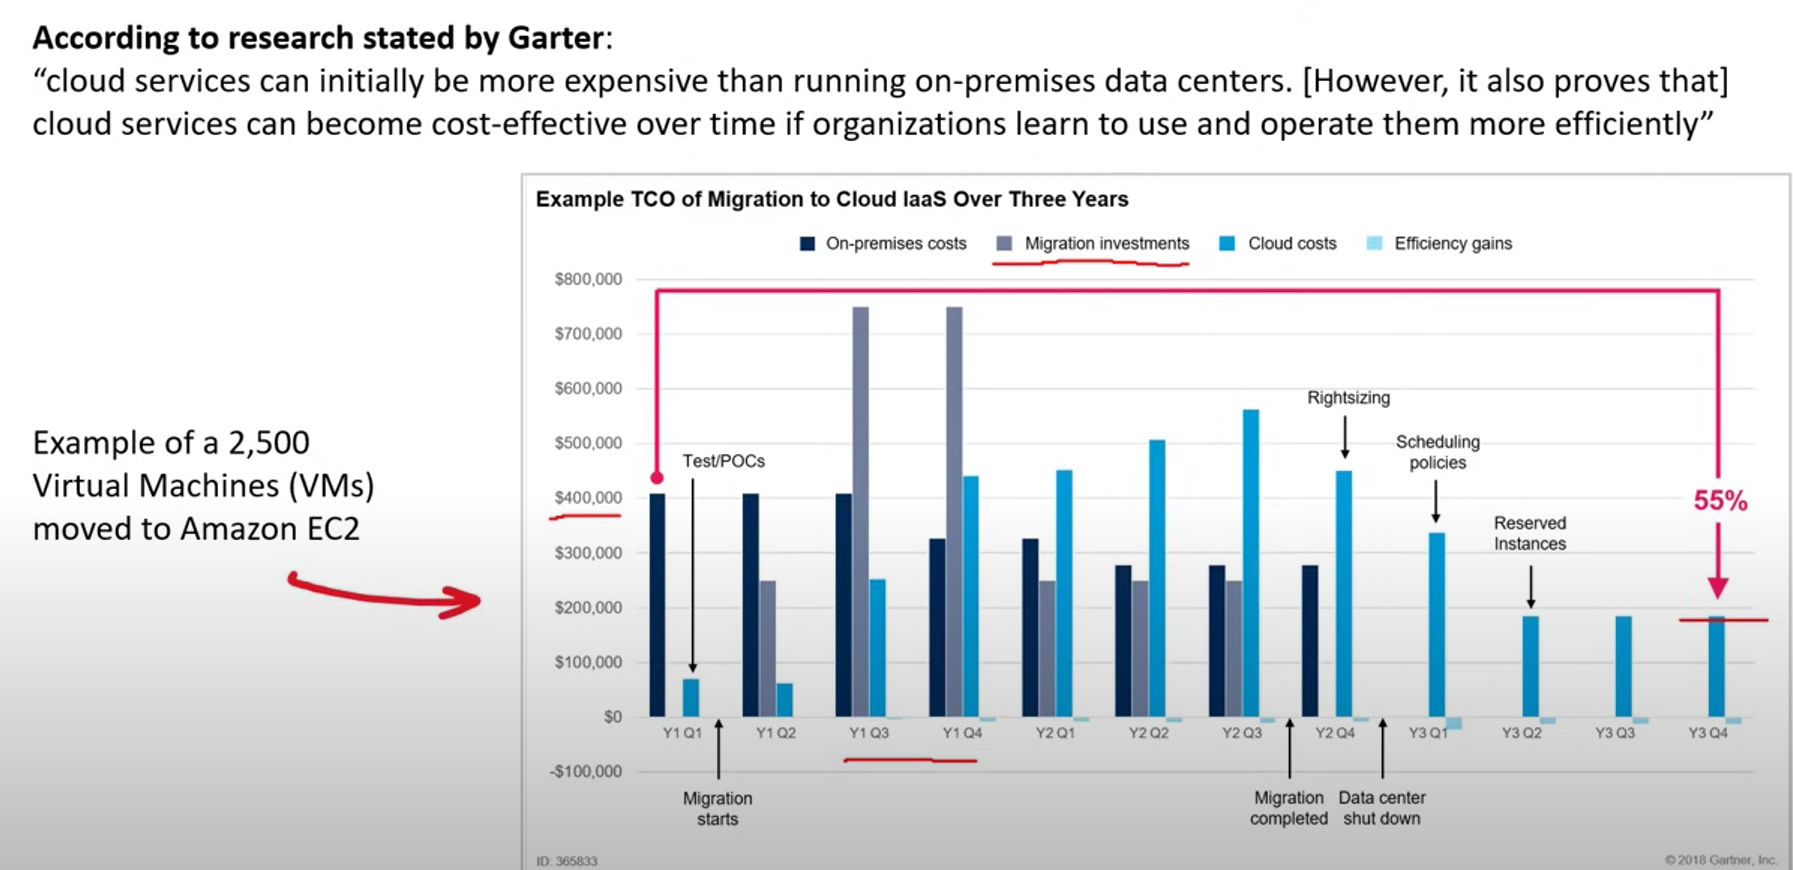 According to research stated by Garter:
“cloud services can initially be more expensive than running on-premises data centers. [However, it also proves that]
cloud services can become cost-effective over time if organizations learn to use and operate them more efficiently”
Example of a 2,500
Virtual Machines (VMs)
moved to Amazon EC2
Example TCO of Migration to Cloud IaaS Over Three Years
On-premises costs Migration investments Cloud costs Efficiency gains
$800,000
$700,000
$600,000
$500,000
$400,000
$300,000
$200,000
$100,000
$0
-$100,000
Test/POCs
Rightsizing
Scheduling
policies
Reserved
Instances
55%
Y1 Q1 Y1 Q2 Y1 Q3 Y1 Q4 Y2 Q1 Y2 Q2 Y2 Q3 Y2 Q4 Y3 Q1 Y3 Q2 Y3 Q3 Y3 Q4
Migration
starts
Migration
completed
Data center
shut down
ID: 365833
© 2018 Gartner, Inc.